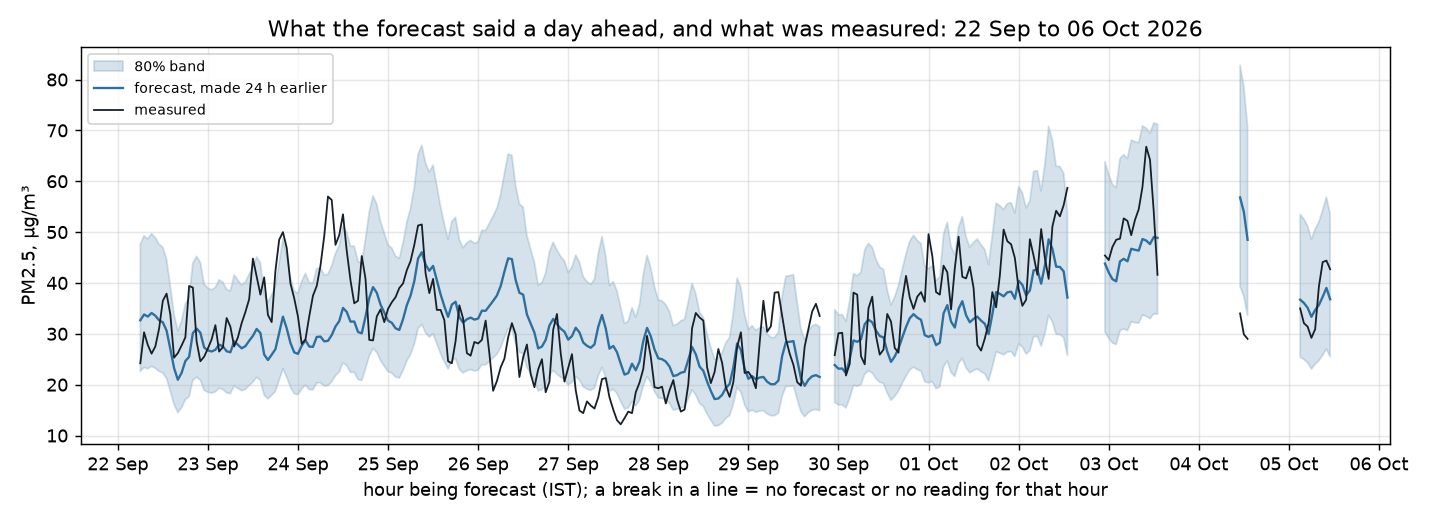 What the forecast said a day ahead, and what was measured: 22 Sep to 06 Oct 2026
80% band
forecast, made 24 h earlier
measured
PM2.5, µg/m³
80
70
60
50
40
30
20
10
22 Sep 23 Sep 24 Sep 25 Sep 26 Sep 27 Sep 28 Sep 29 Sep 30 Sep 01 Oct 02 Oct 03 Oct 04 Oct 05 Oct 06 Oct
hour being forecast (IST); a break in a line = no forecast or no reading for that hour